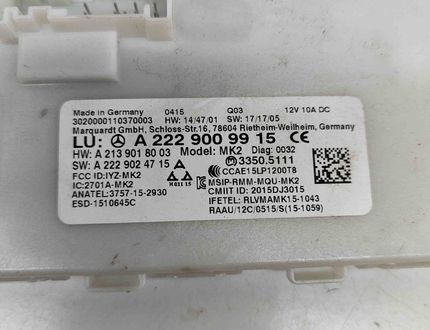 Made in Germany 0415 Q03 12V 10A DC
3020000110370003 HW: 14/47/01 SW: 17/17/05
Marquardt GmbH, Schloss-Str.16, 78604 Rietheim-Weilheim, Germany
LU: A 222 900 99 15 CE
HW: A 213 901 80 03 Model: MK2 Diag: 0032
SW: A 222 902 47 15 3350.5111
FCC ID:IYZ-MK2 CCAE15LP1200T8
IC:2701A-MK2 MSIP-RMM-MQU-MK2
ANATEL:3757-15-2930 H011 15 CMIIT ID: 2015DJ3015
ESD-1510645C IFETEL: RLVMAMK15-1043
RAAU/12C/0515/S(15-1059)